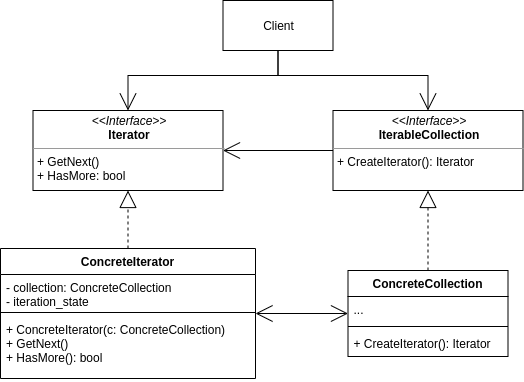 Client
<<Interface>>
Iterator
+ GetNext()
+ HasMore: bool
<<Interface>>
IterableCollection
+ CreateIterator(): Iterator
ConcreteIterator
- collection: ConcreteCollection
- iteration_state
+ ConcreteIterator(c: ConcreteCollection)
+ GetNext()
+ HasMore(): bool
ConcreteCollection
...
+ CreateIterator(): Iterator